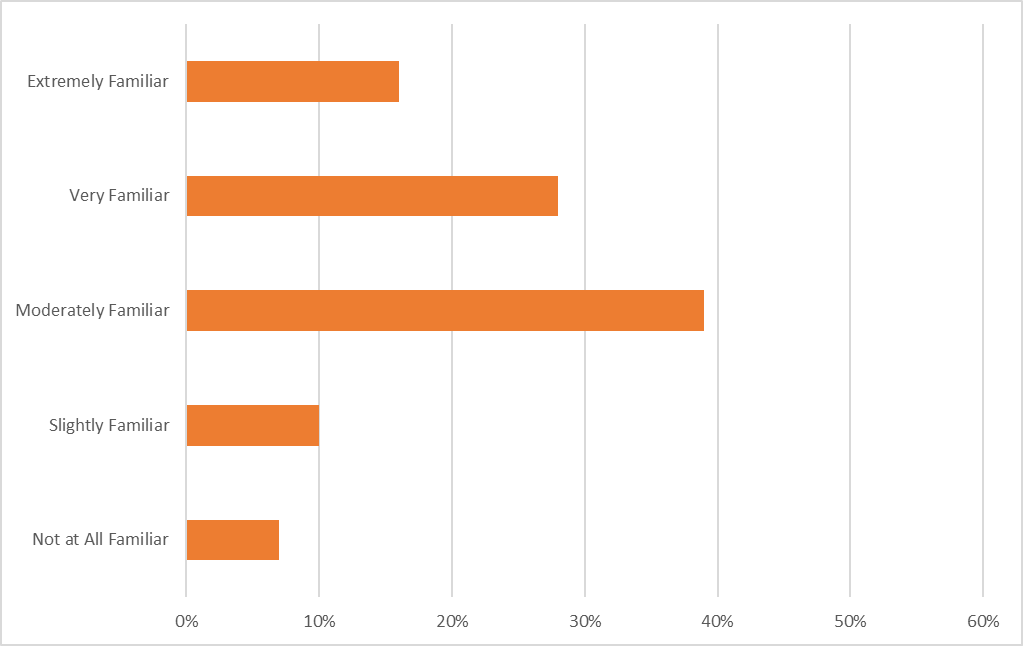 Extremely Familiar
Very Familiar
Moderately Familiar
Slightly Familiar
Not at All Familiar
0% 10% 20% 30% 40% 50% 60%